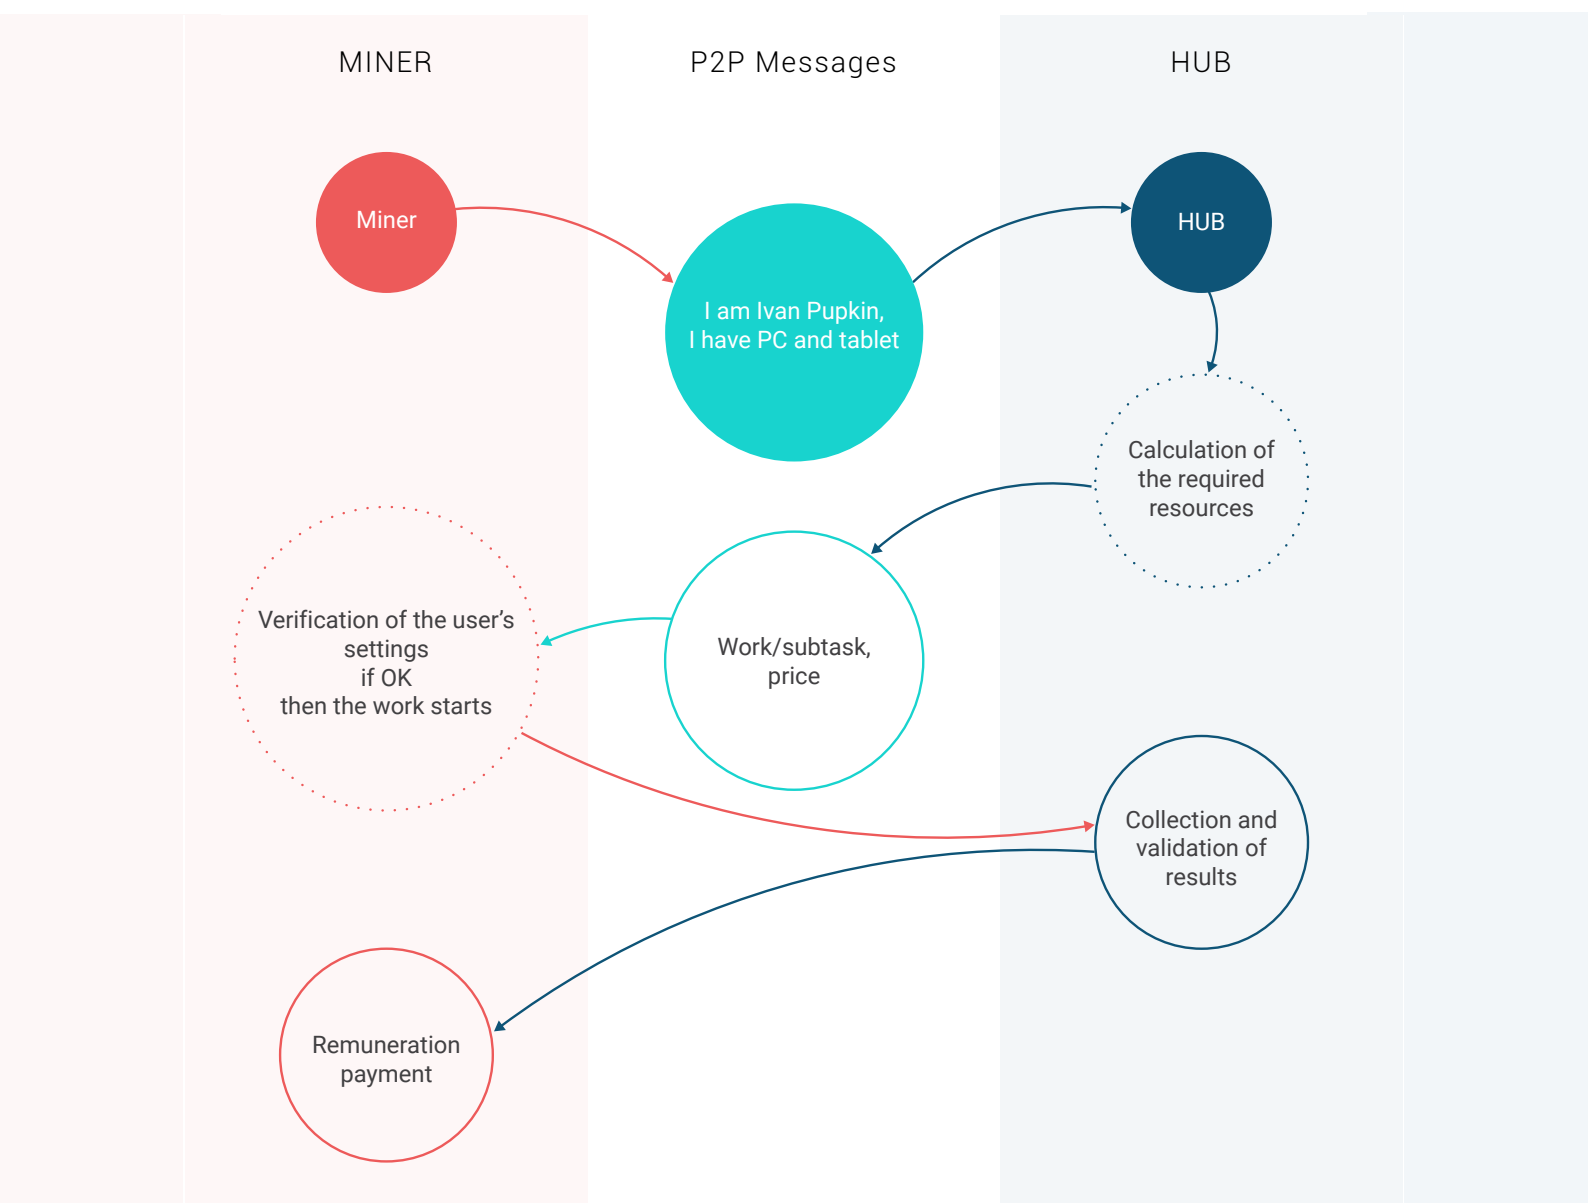 MINER
P2P Messages
HUB
Miner
I am Ivan Pupkin,
I have PC and tablet
HUB
Calculation of
the required
resources
Work/subtask,
price
Verification of the user’s
settings
if OK
then the work starts
Collection and
validation of
results
Remuneration
payment